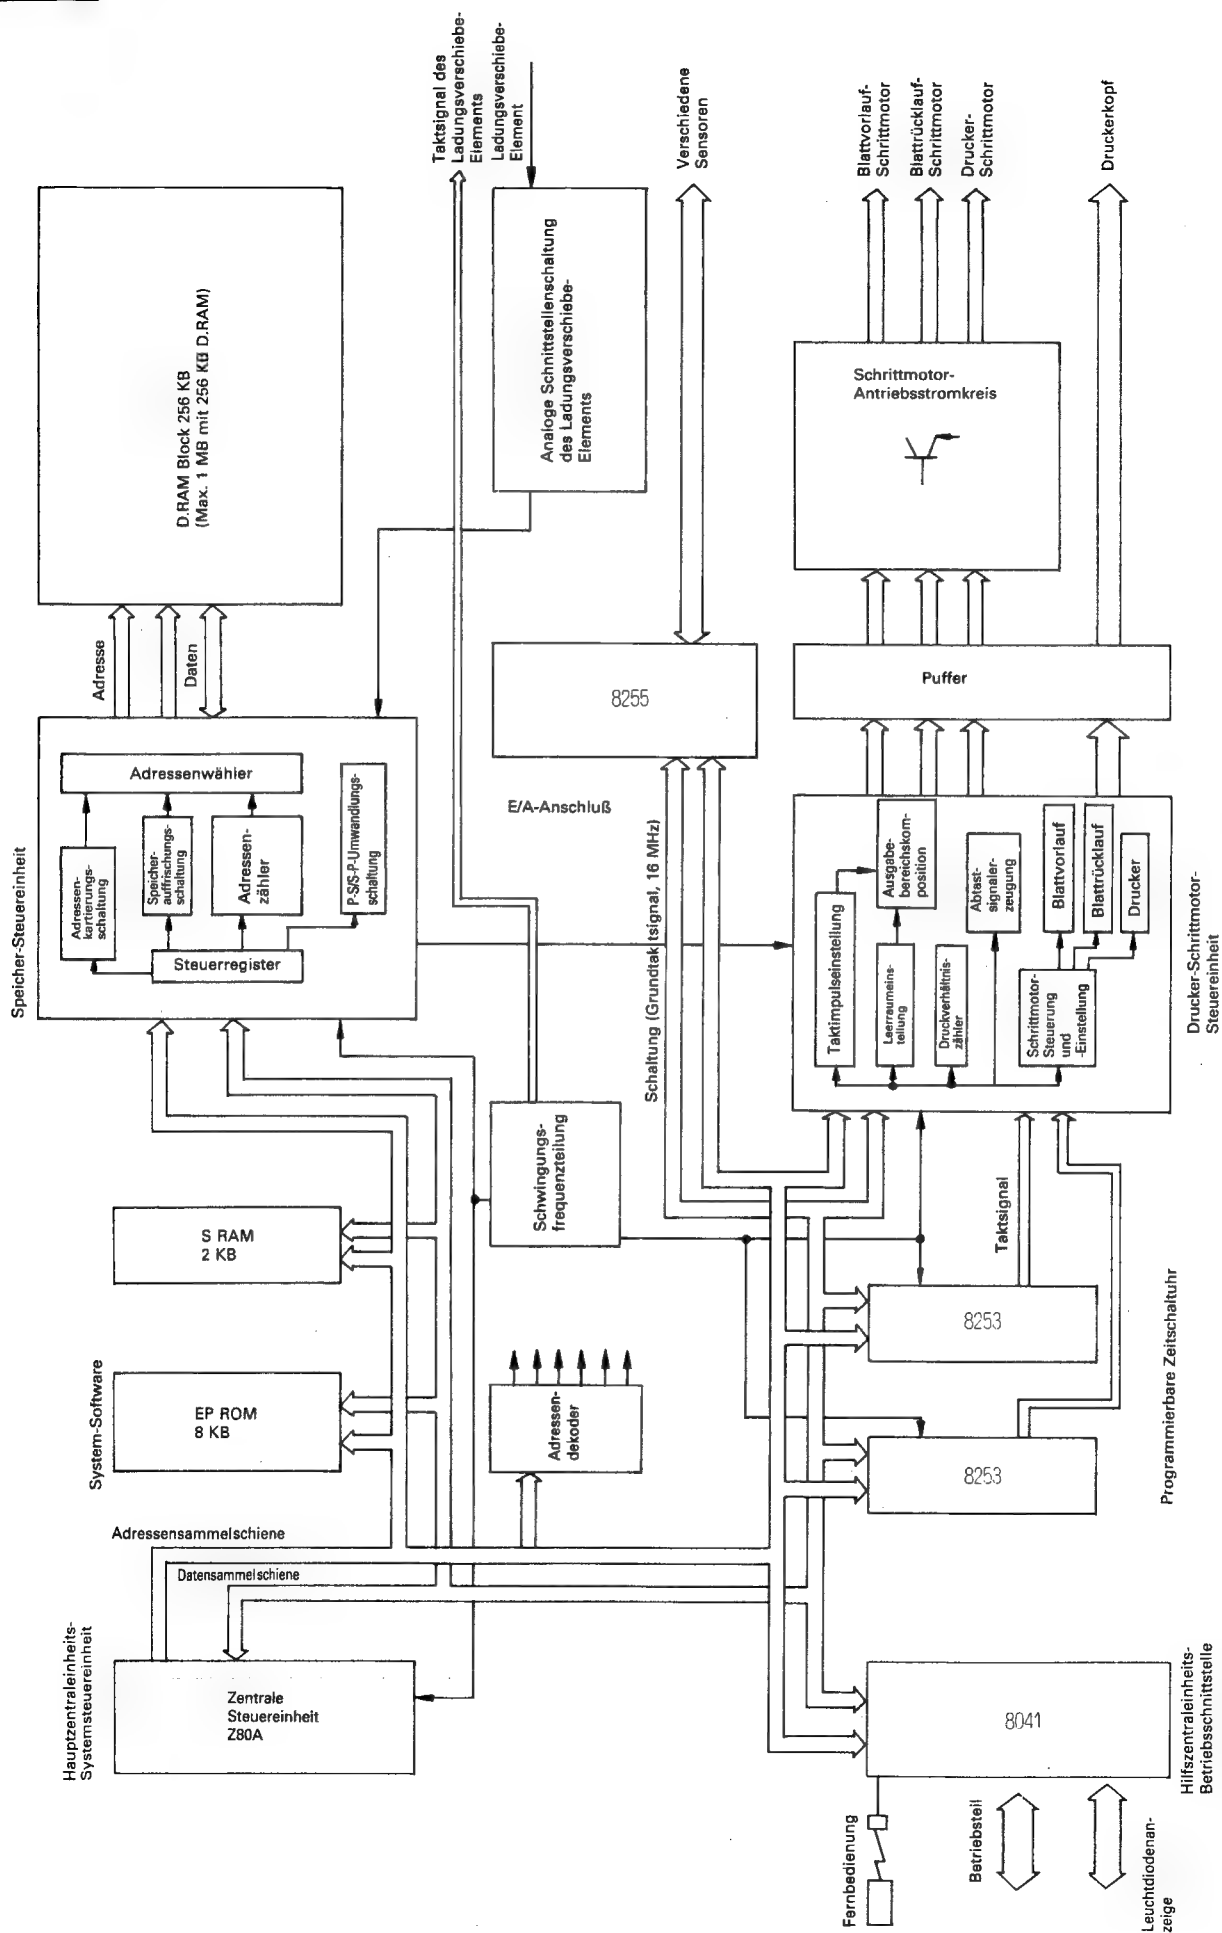 Taktsignal des
Ladungsverschiebe-
Elements
Ladungsverschiebe-
Element
Verschiedene
Sensoren
Blattvorlauf-
Schrittmotor
Blattrücklauf-
Schrittmotor
Drucker-
Schrittmotor
Druckerkopf
D.RAM Block 256 KB
(Max. 1 MB mit 256 KB D.RAM)
Analoge Schnittstellenschaltung
des Ladungsverschiebe-
Elements
Schrittmotor-
Antriebsstromkreis
Adresse
Daten
8255
Puffer
Speicher-Steuereinheit
Adressenwähler
Adressen-
kartierungs-
schaltung
Speicher-
auffrischungs-
schaltung
Adressen-
zähler
P-S/S-P-Umwandlungs-
schaltung
Steuerregister
E/A-Anschluß
Schaltung (Grundtaktsignal, 16 MHz)
Taktimpulseinstellung
Ausgabe-
bereichskom-
position
Leerraumeins-
tellung
Druckverhältnis-
zähler
Abtast-
signaler-
zeugung
Schrittmotor-
Steuerung
und
-Einstellung
Blattvorlauf
Blattrücklauf
Drucker
Drucker-Schrittmotor-
Steuereinheit
S RAM
2 KB
Schwingungs-
frequenzteilung
Taktsignal
System-Software
EP ROM
8 KB
Adressen-
dekoder
8253
8253
Programmierbare Zeitschaltuhr
Adressensammelschiene
Datensammelschiene
Hauptzentraleinheits-
Systemsteuereinheit
Zentrale
Steuereinheit
Z80A
8041
Hilfszentraleinheits-
Betriebsschnittstelle
Fernbedienung
Betriebsteil
Leuchtdiodenan-
zeige